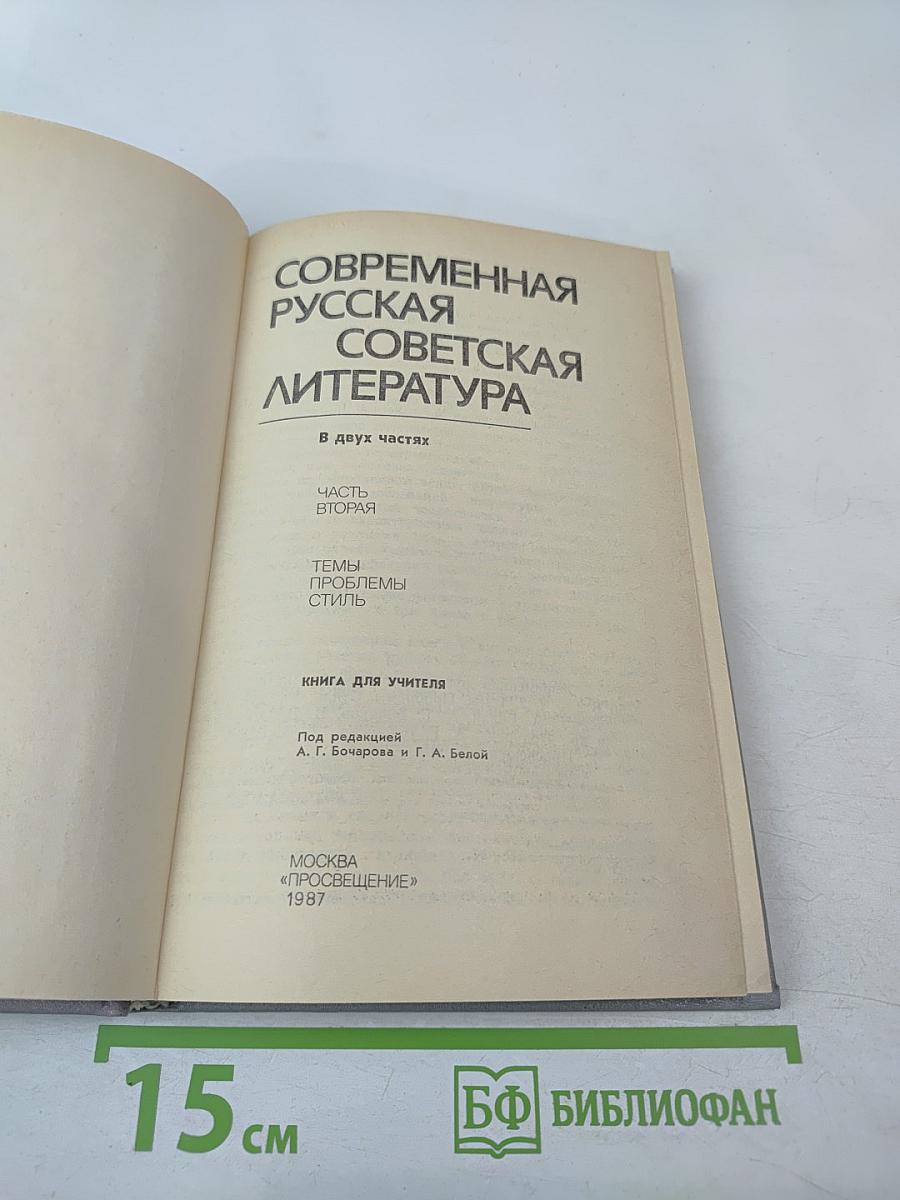 СОВРЕМЕННАЯ
РУССКАЯ
СОВЕТСКАЯ
ЛИТЕРАТУРА
В двух частях
ЧАСТЬ
ВТОРАЯ
ТЕМЫ
ПРОБЛЕМЫ
СТИЛЬ
КНИГА ДЛЯ УЧИТЕЛЯ
Под редакцией
А. Г. Бочарова и Г. А. Белой
МОСКВА
«ПРОСВЕЩЕНИЕ»
1987
15 см
БФ БИБЛИОФАН